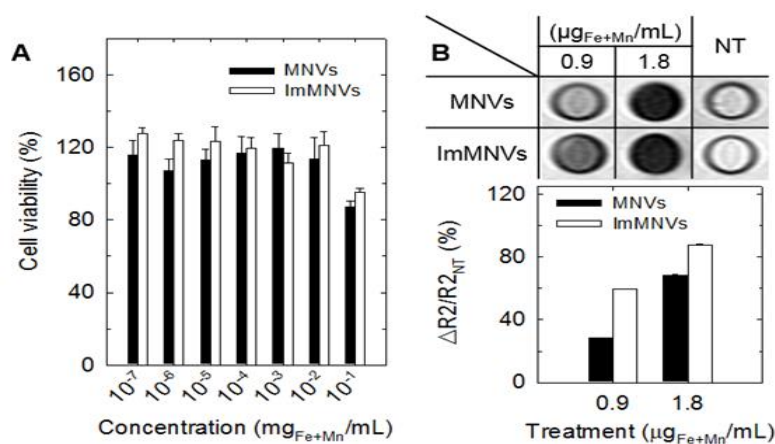 A
160
120
80
40
0
Cell viability (%)
MNVs
ImMNVs
10-7
10-6
10-5
10-4
10-3
10-2
10-1
Concentration (mgFe+Mn/mL)
B
(μgFe+Mn/mL)
NT
0.9
1.8
MNVs
ImMNVs
120
80
40
0
△R2/R2NT (%)
MNVs
ImMNVs
0.9
1.8
Treatment (μgFe+Mn/mL)